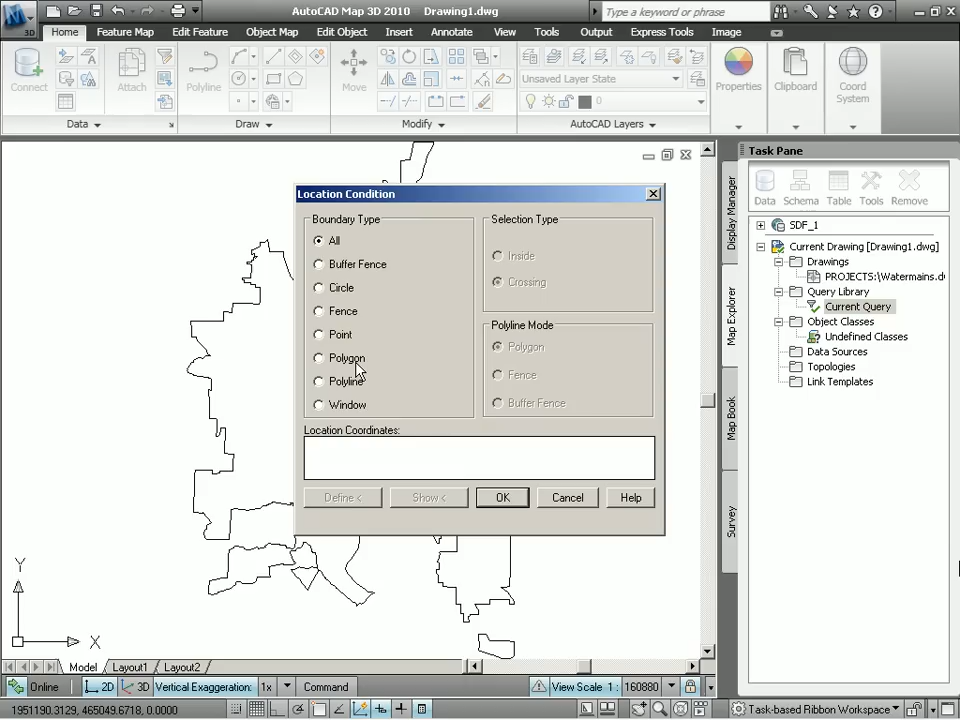 AutoCAD Map 3D 2010 Drawing1.dwg
Type a keyword or phrase
3D
Home Feature Map Edit Feature Object Map Edit Object Insert Annotate View Tools Output Express Tools Image
Connect
Attach
Polyline
Move
Unsaved Layer State
0
Properties
Clipboard
Coord
System
Data
Draw
Modify
AutoCAD Layers
Location Condition
Boundary Type
All
Buffer Fence
Circle
Fence
Point
Polygon
Polyline
Window
Selection Type
Inside
Crossing
Polyline Mode
Polygon
Fence
Buffer Fence
Location Coordinates:
Define <
Show <
OK
Cancel
Help
Task Pane
Data Schema Table Tools Remove
Display Manager
Map Explorer
Map Book
Survey
SDF_1
Current Drawing [Drawing1.dwg]
Drawings
PROJECTS:\Watermains.d
Query Library
Current Query
Object Classes
Undefined Classes
Data Sources
Topologies
Link Templates
Y
X
Model Layout1 Layout2
Online 2D 3D Vertical Exaggeration: 1x Command View Scale 1 : 160880
1951190.3129, 465049.6718, 0.0000
Task-based Ribbon Workspace